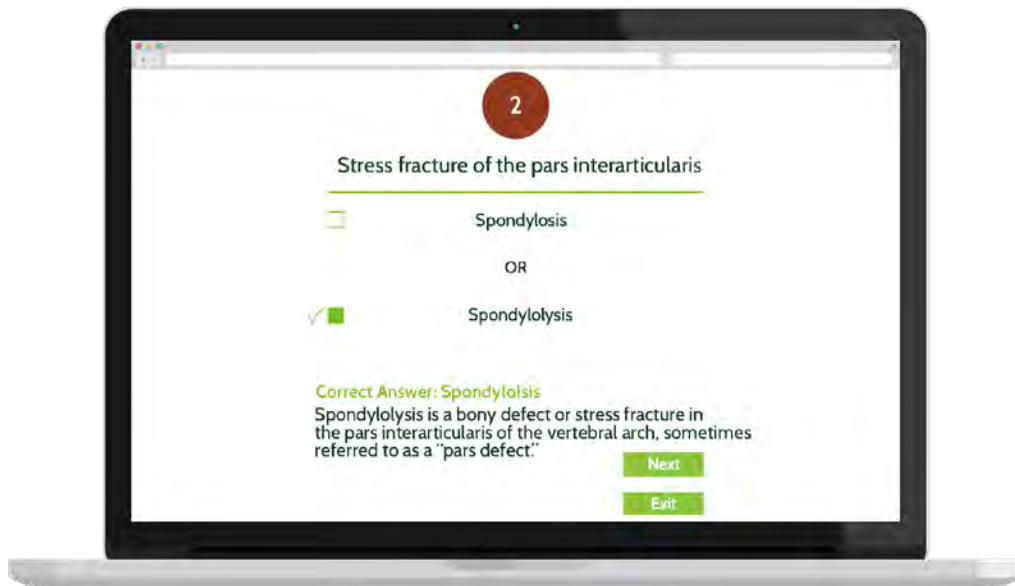 2
Stress fracture of the pars interarticularis
Spondylosis
OR
Spondylolysis
Correct Answer: Spondylolsis
Spondylolysis is a bony defect or stress fracture in
the pars interarticularis of the vertebral arch, sometimes
referred to as a "pars defect."
Next
Exit